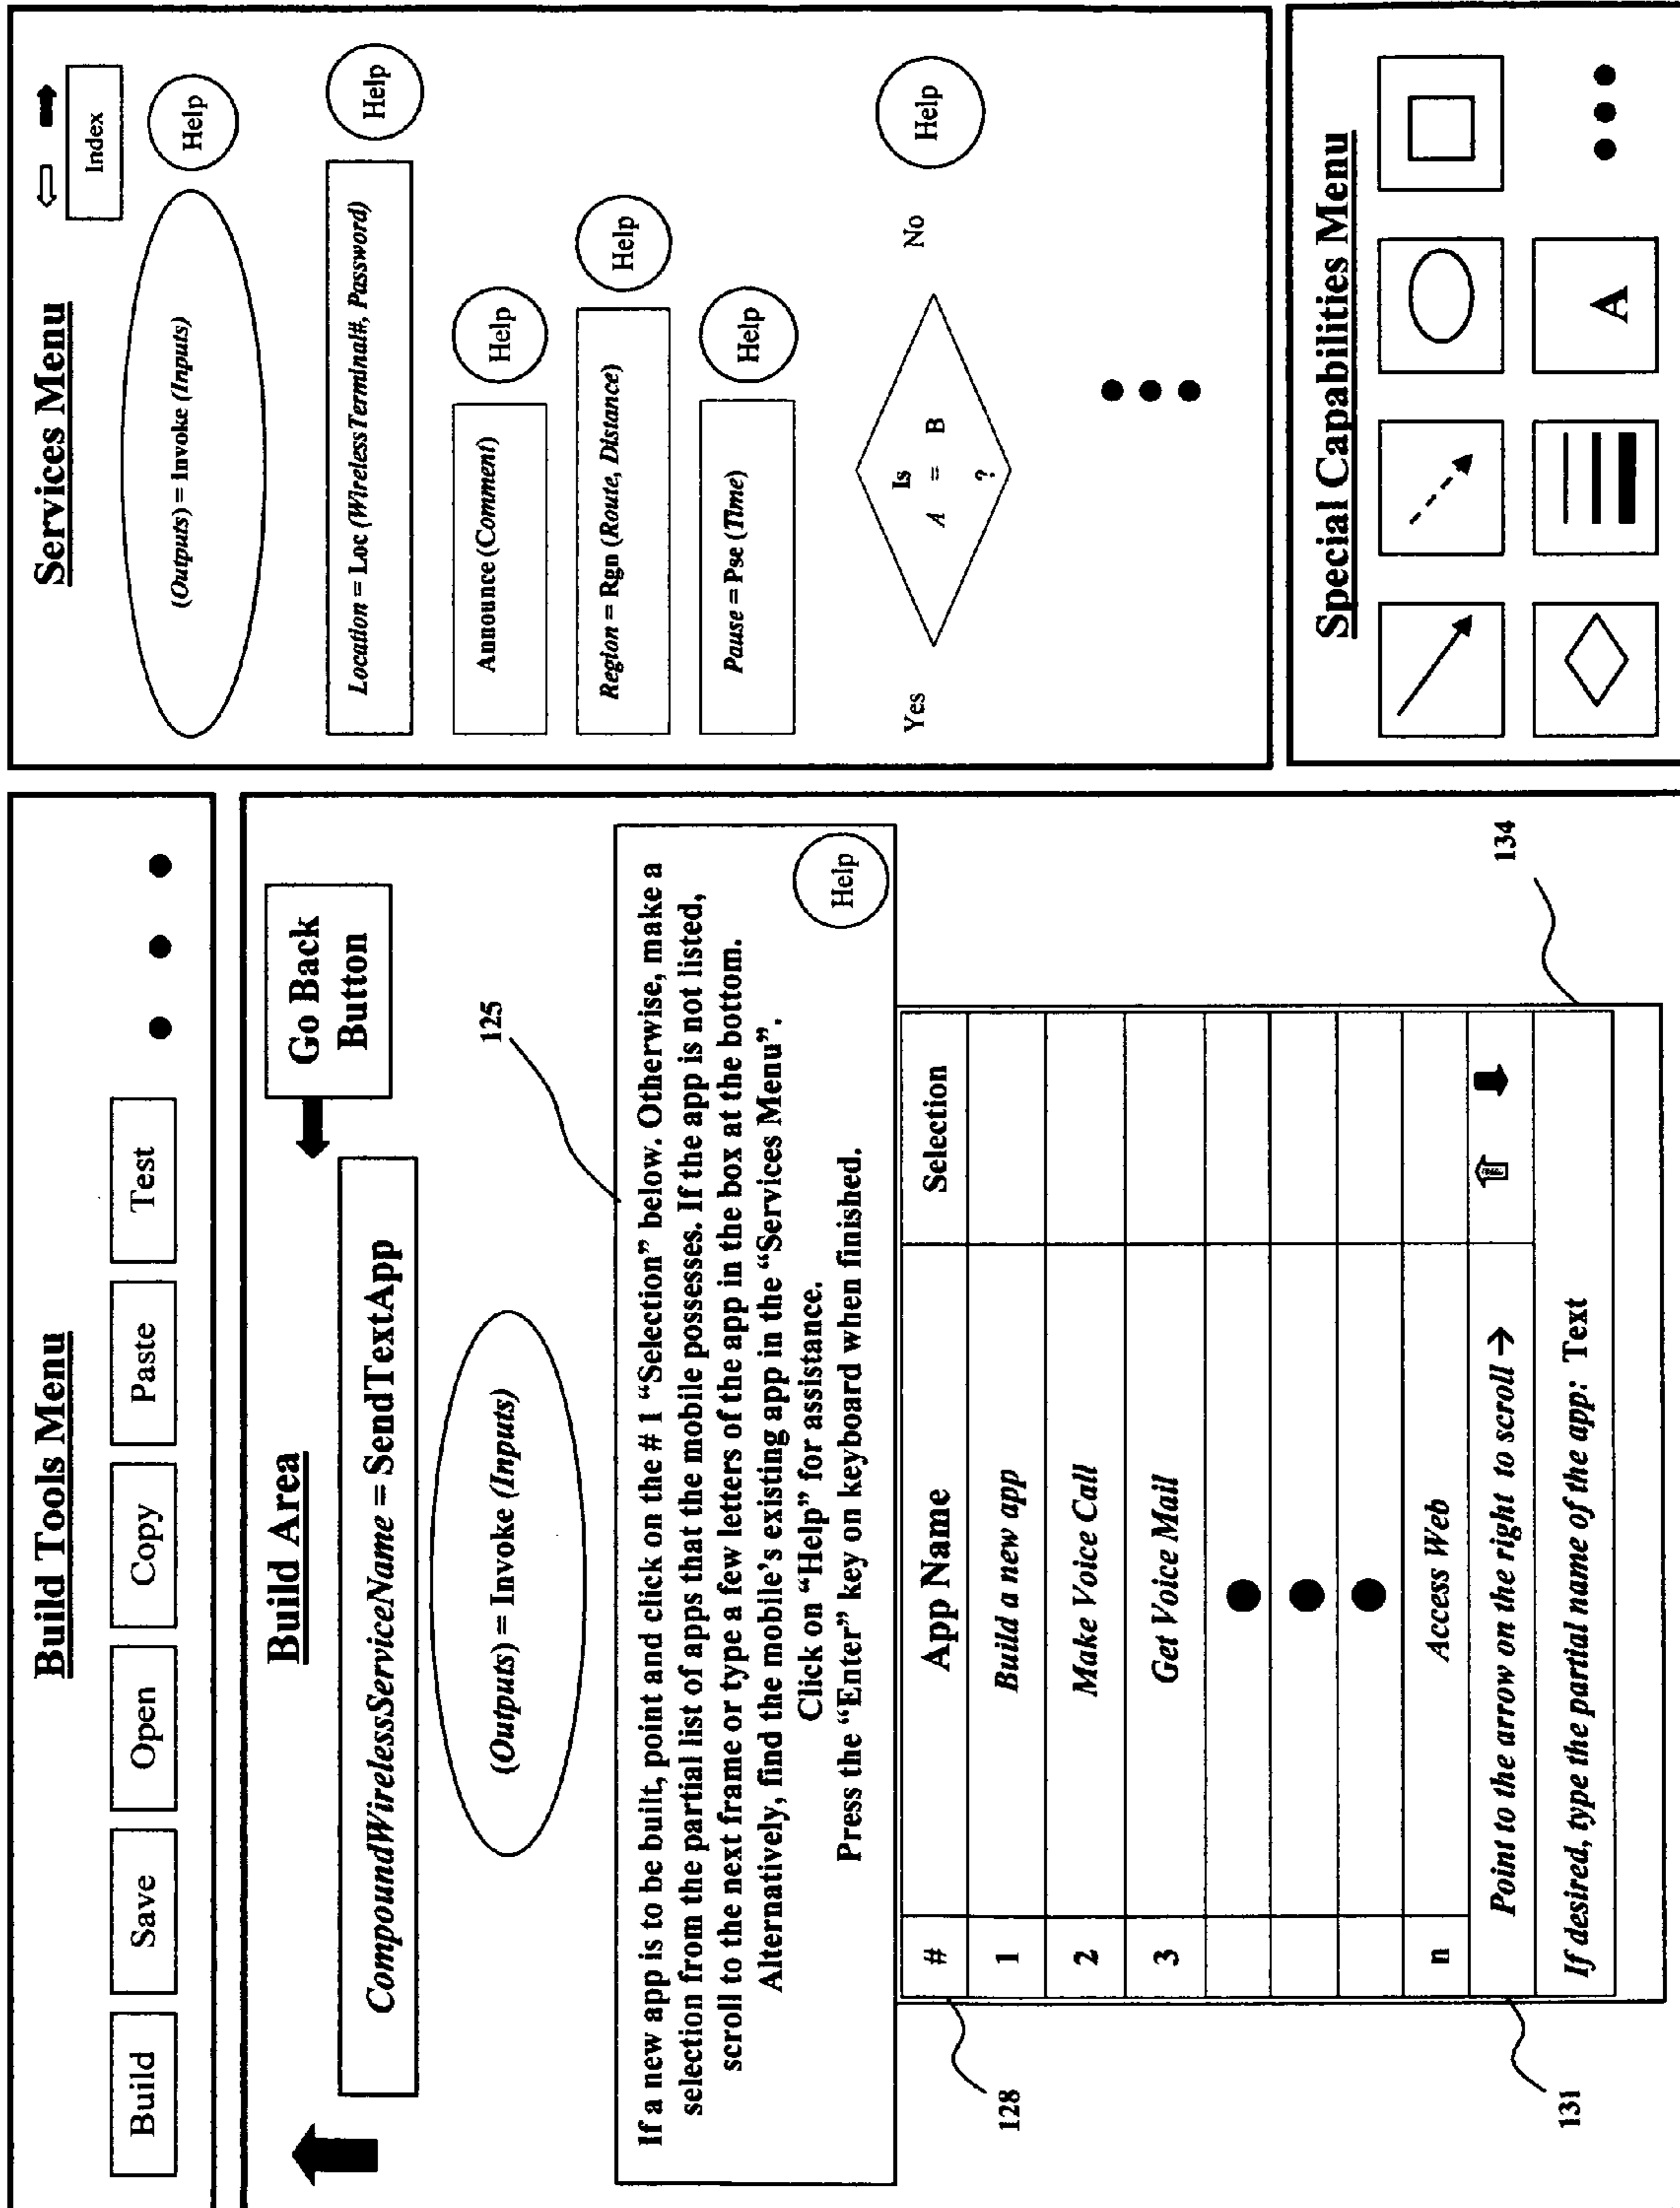 Build Tools Menu
Build Save Open Copy Paste Test
Build Area
Go Back
Button
CompoundWirelessServiceName = SendTextApp
(Outputs) = Invoke (Inputs)
125
If a new app is to be built, point and click on the # 1 “Selection” below. Otherwise, make a
selection from the partial list of apps that the mobile possesses. If the app is not listed,
scroll to the next frame or type a few letters of the app in the box at the bottom.
Alternatively, find the mobile’s existing app in the “Services Menu”.
Click on “Help” for assistance.
Press the “Enter” key on keyboard when finished.
Help
# App Name Selection
1 Build a new app
2 Make Voice Call
3 Get Voice Mail
n Access Web
Point to the arrow on the right to scroll →
If desired, type the partial name of the app: Text
128
131
134
Services Menu
Index
(Outputs) = Invoke (Inputs) Help
Location = Loc (WirelessTerminal#, Password) Help
Announce (Comment) Help
Region = Rgn (Route, Distance) Help
Pause = Pse (Time) Help
Is
Yes A = B No Help
?
Special Capabilities Menu
A